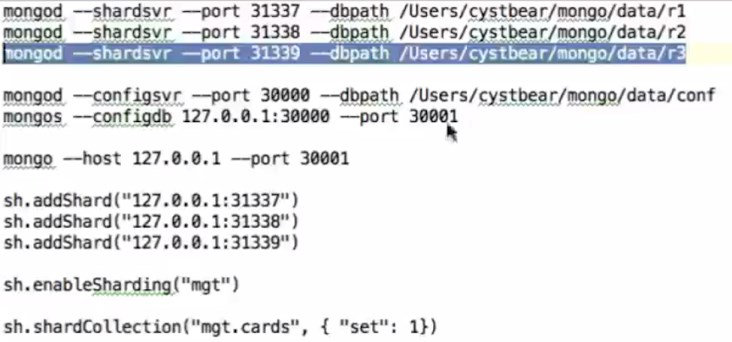 mongod --shardsvr --port 31337 --dbpath /Users/cystbear/mongo/data/r1
mongod --shardsvr --port 31338 --dbpath /Users/cystbear/mongo/data/r2
mongod --shardsvr --port 31339 --dbpath /Users/cystbear/mongo/data/r3
mongod --configsvr --port 30000 --dbpath /Users/cystbear/mongo/data/conf
mongos --configdb 127.0.0.1:30000 --port 30001
mongo --host 127.0.0.1 --port 30001
sh.addShard("127.0.0.1:31337")
sh.addShard("127.0.0.1:31338")
sh.addShard("127.0.0.1:31339")
sh.enableSharding("mgt")
sh.shardCollection("mgt.cards", { "set": 1})